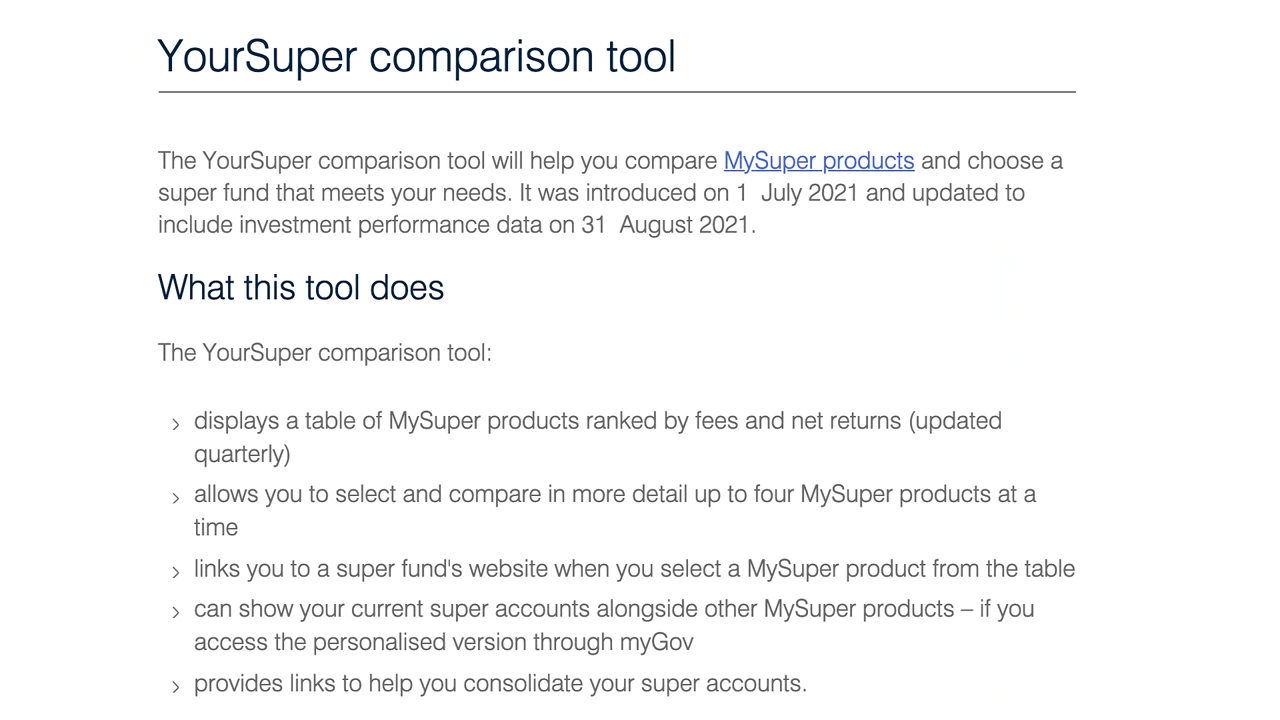 YourSuper comparison tool
The YourSuper comparison tool will help you compare MySuper products and choose a
super fund that meets your needs. It was introduced on 1 July 2021 and updated to
include investment performance data on 31 August 2021.
What this tool does
The YourSuper comparison tool:
› displays a table of MySuper products ranked by fees and net returns (updated
quarterly)
› allows you to select and compare in more detail up to four MySuper products at a
time
› links you to a super fund's website when you select a MySuper product from the table
› can show your current super accounts alongside other MySuper products – if you
access the personalised version through myGov
› provides links to help you consolidate your super accounts.